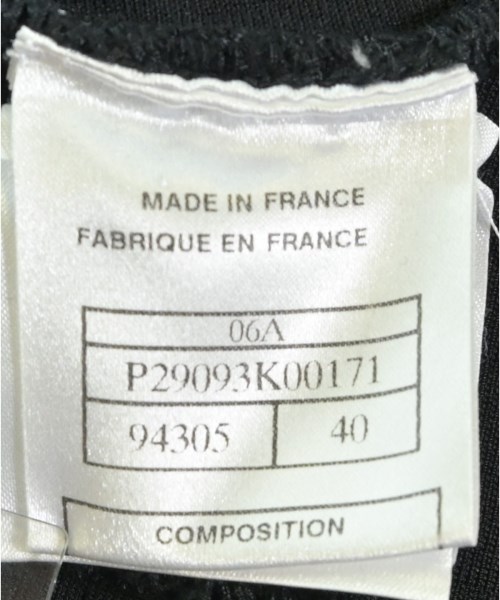 MADE IN FRANCE
FABRIQUE EN FRANCE
06A
P29093K00171
94305 40
COMPOSITION